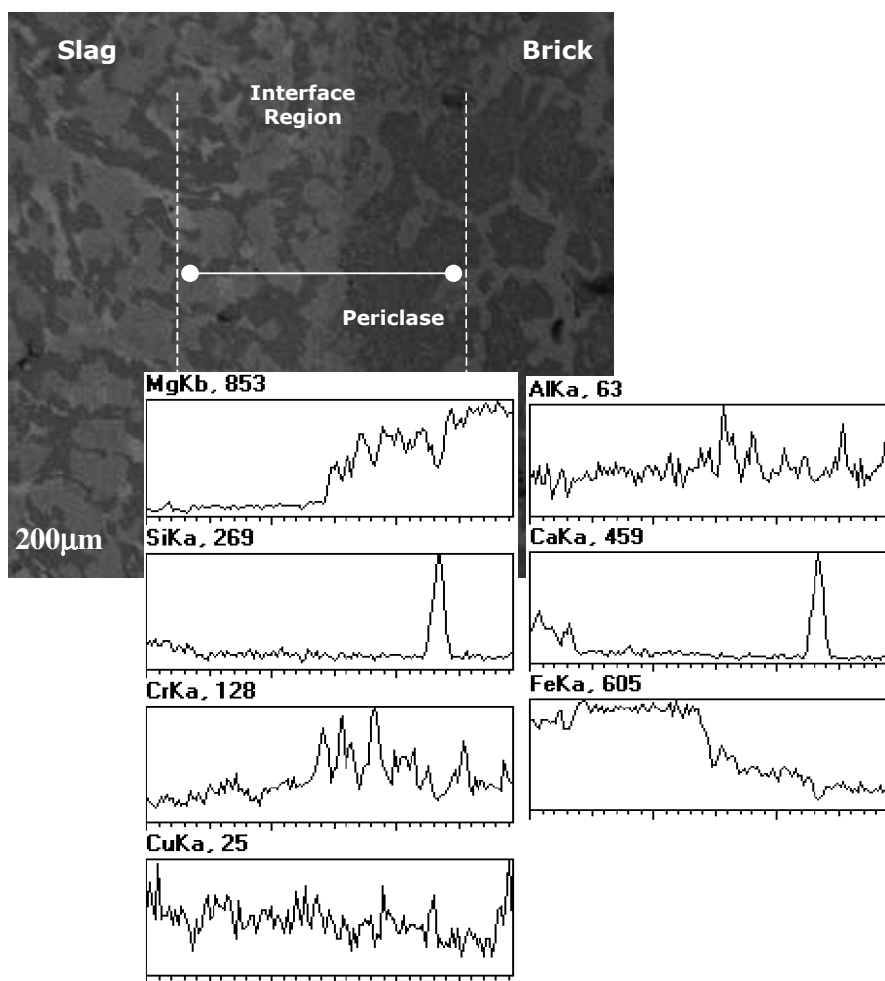 Slag
Brick
Interface
Region
Periclase
MgKb, 853
AlKa, 63
200µm
SiKa, 269
CaKa, 459
CrKa, 128
FeKa, 605
CuKa, 25